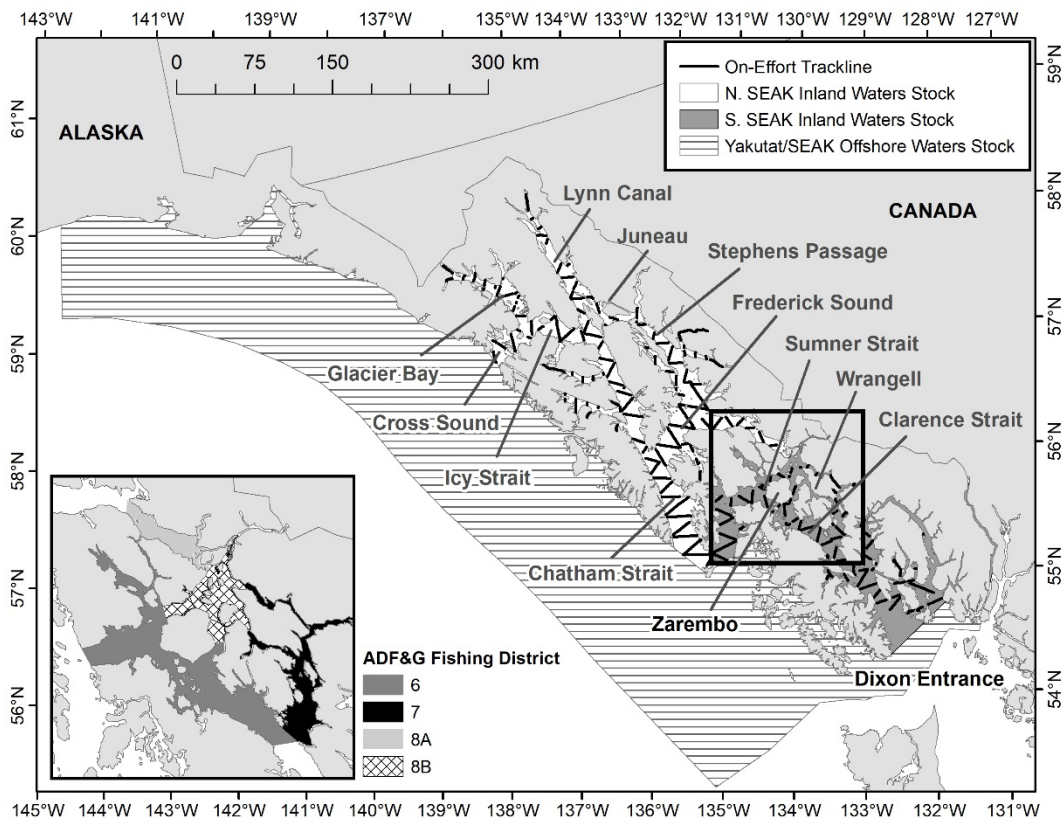 143°W 140°W 137°W 136°W 135°W 134°W 133°W 132°W 131°W 130°W 129°W 128°W 127°W
0 75 150 300 km
On-Effort Trackline
N. SEAK Inland Waters Stock
S. SEAK Inland Waters Stock
Yakutat/SEAK Offshore Waters Stock
59°N
61°N
ALASKA
58°N
Lynn Canal
CANADA
60°N
Juneau
Stephens Passage
Frederick Sound
57°N
Sumner Strait
59°N
Glacier Bay
Wrangell
Cross Sound
Clarence Strait
56°N
Icy Strait
58°N
Chatham Strait
55°N
57°N
Zarembo
ADF&G Fishing District
Dixon Entrance
54°N
6
56°N
7
8A
8B
145°W 144°W 143°W 142°W 141°W 140°W 139°W 138°W 137°W 136°W 135°W 134°W 133°W 132°W 131°W